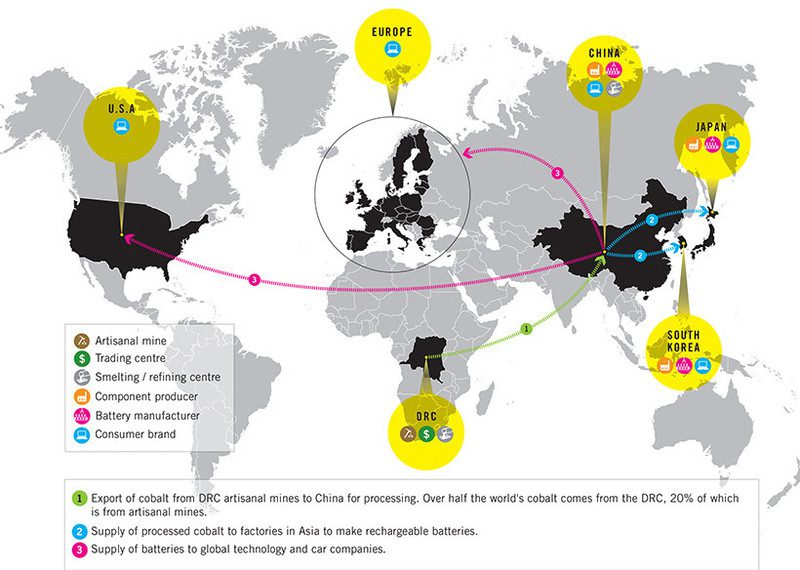 EUROPE
CHINA
U.S.A
JAPAN
3
2
2
3
1
SOUTH
KOREA
DRC
$
Artisanal mine
$ Trading centre
Smelting / refining centre
Component producer
Battery manufacturer
Consumer brand
1 Export of cobalt from DRC artisanal mines to China for processing. Over half the world's cobalt comes from the DRC, 20% of which
is from artisanal mines.
2 Supply of processed cobalt to factories in Asia to make rechargeable batteries.
3 Supply of batteries to global technology and car companies.